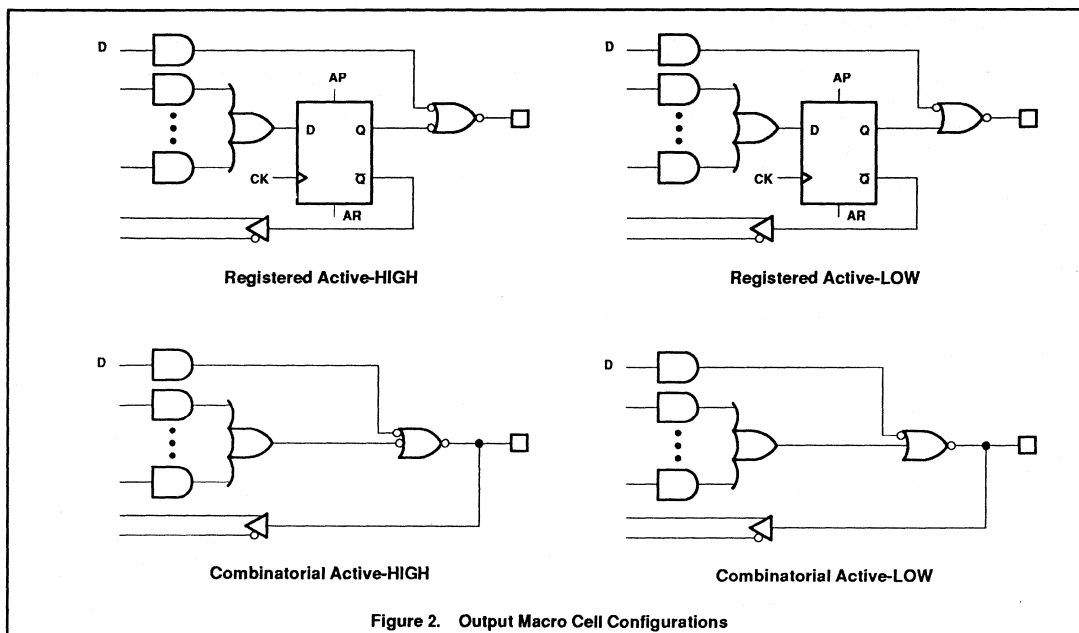 D
AP
D Q
CK
Q
AR
Registered Active-HIGH
D
AP
D Q
CK
Q
AR
Registered Active-LOW
D
Combinatorial Active-HIGH
D
Combinatorial Active-LOW
Figure 2. Output Macro Cell Configurations